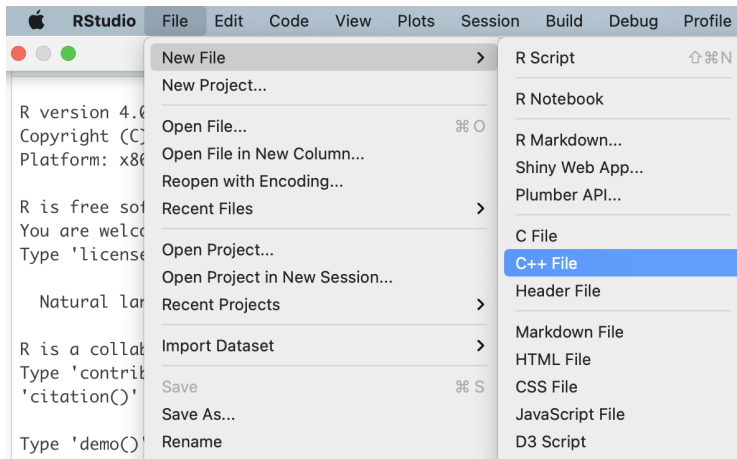 RStudio File Edit Code View Plots Session Build Debug Profile
New File
New Project...
Open File... ⌘ O
Open File in New Column...
Reopen with Encoding...
Recent Files
Open Project...
Open Project in New Session...
Recent Projects
Import Dataset
Save ⌘ S
Save As...
Rename
R Script ⇧⌘N
R Notebook
R Markdown...
Shiny Web App...
Plumber API...
C File
C++ File
Header File
Markdown File
HTML File
CSS File
JavaScript File
D3 Script
R version 4.0
Copyright (C)
Platform: x86
R is free sof
You are welco
Type 'license
Natural lan
R is a collab
Type 'contrib
'citation()'
Type 'demo()'